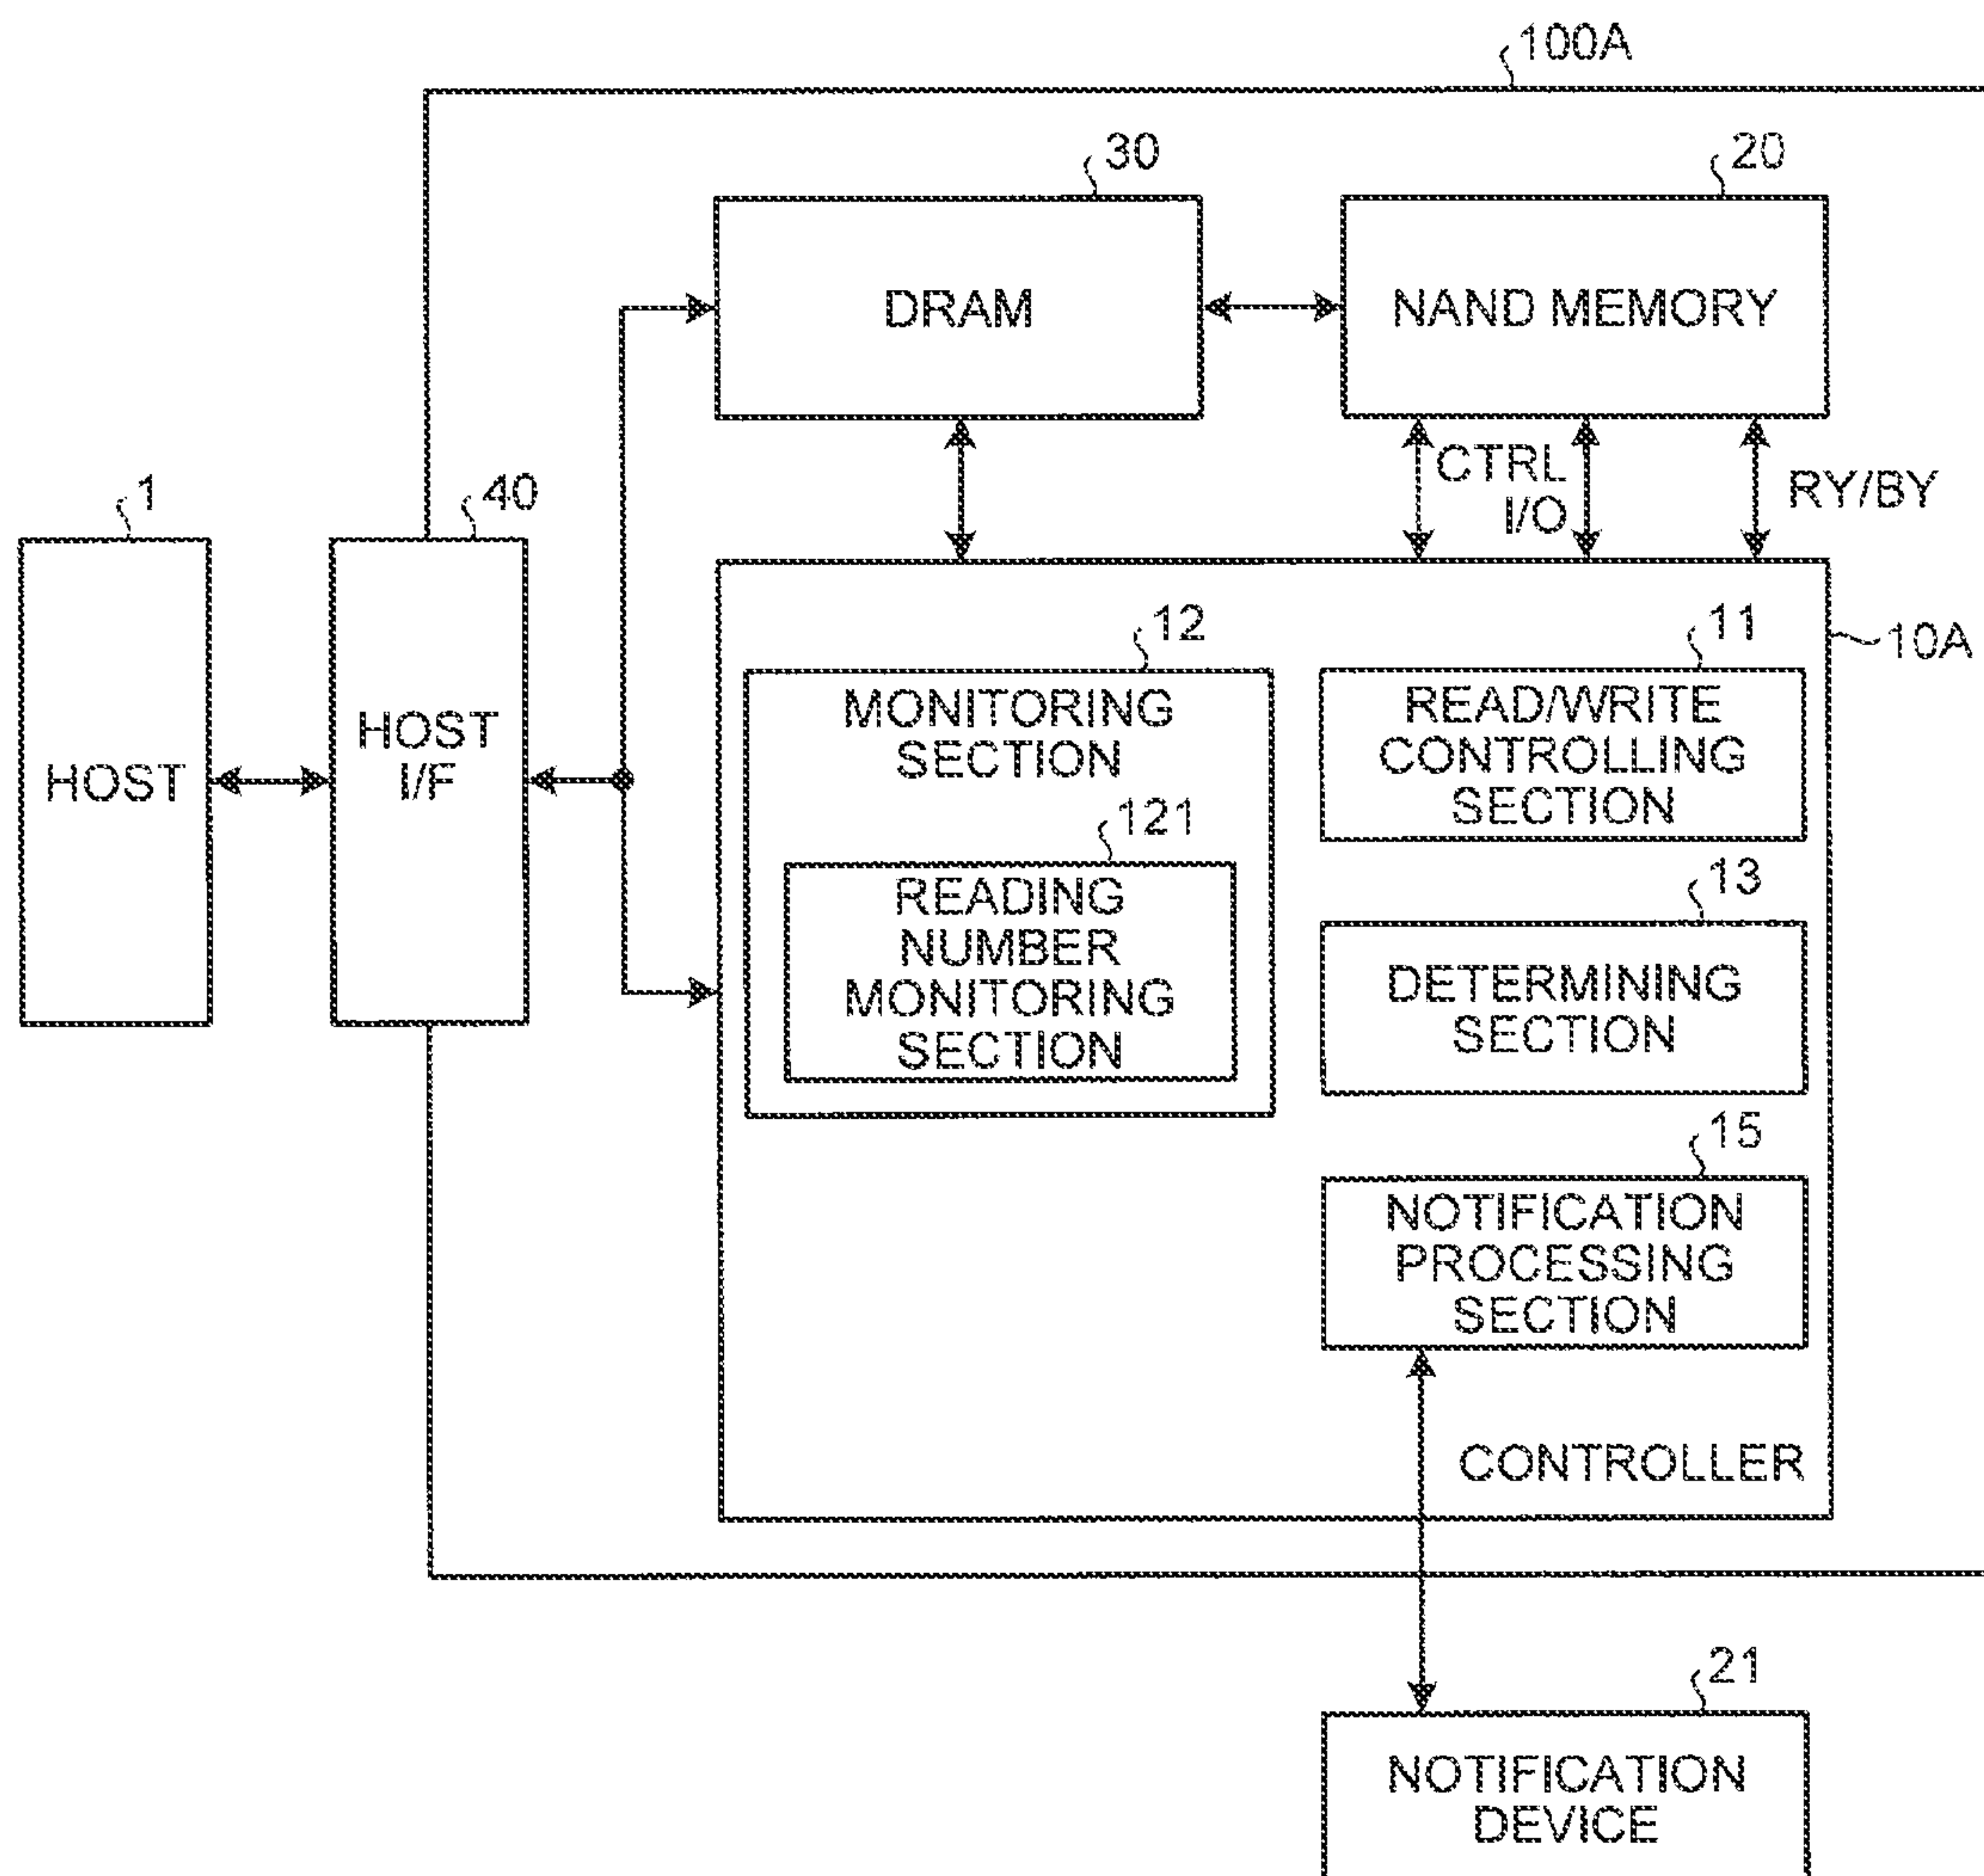 100A
30
20
DRAM
NAND MEMORY
1
40
CTRL
I/O
RY/BY
HOST
HOST
I/F
12
11
10A
MONITORING
SECTION
READ/WRITE
CONTROLLING
SECTION
121
READING
NUMBER
MONITORING
SECTION
13
DETERMINING
SECTION
15
NOTIFICATION
PROCESSING
SECTION
CONTROLLER
21
NOTIFICATION
DEVICE